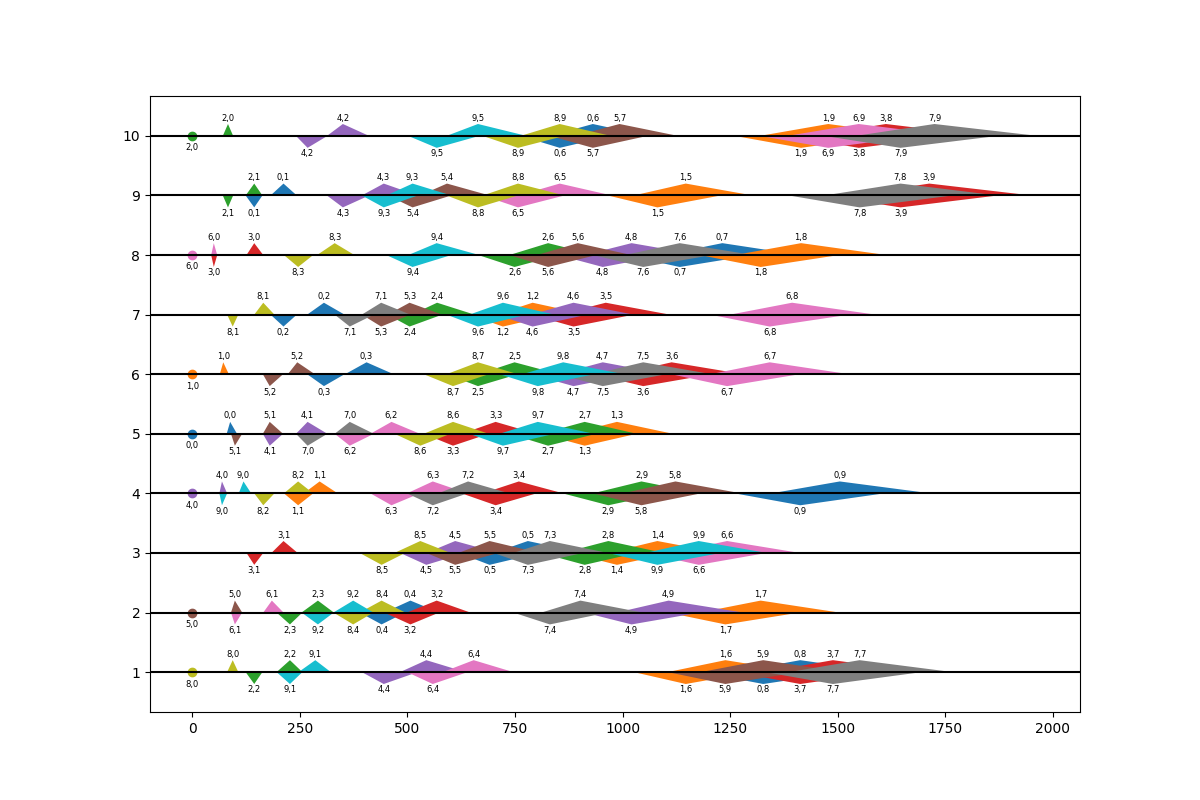 2,0 4,2 9,5 8,9 0,6 5,7 1,9 6,9 3,8 7,9
10
2,0 4,2 9,5 8,9 0,6 5,7 1,9 6,9 3,8 7,9
2,1 0,1 4,3 9,3 5,4 8,8 6,5 1,5 7,8 3,9
9
2,1 0,1 4,3 9,3 5,4 8,8 6,5 1,5 7,8 3,9
6,0 3,0 8,3 9,4 2,6 5,6 4,8 7,6 0,7 1,8
8
6,0 3,0 8,3 9,4 2,6 5,6 4,8 7,6 0,7 1,8
8,1 0,2 7,1 5,3 2,4 9,6 1,2 4,6 3,5 6,8
7
8,1 0,2 7,1 5,3 2,4 9,6 1,2 4,6 3,5 6,8
1,0 5,2 0,3 8,7 2,5 9,8 4,7 7,5 3,6 6,7
6
1,0 5,2 0,3 8,7 2,5 9,8 4,7 7,5 3,6 6,7
0,0 5,1 4,1 7,0 6,2 8,6 3,3 9,7 2,7 1,3
5
0,0 5,1 4,1 7,0 6,2 8,6 3,3 9,7 2,7 1,3
4,0 9,0 8,2 1,1 6,3 7,2 3,4 2,9 5,8 0,9
4
4,0 9,0 8,2 1,1 6,3 7,2 3,4 2,9 5,8 0,9
3,1 8,5 4,5 5,5 0,5 7,3 2,8 1,4 9,9 6,6
3
3,1 8,5 4,5 5,5 0,5 7,3 2,8 1,4 9,9 6,6
5,0 6,1 2,3 9,2 8,4 0,4 3,2 7,4 4,9 1,7
2
5,0 6,1 2,3 9,2 8,4 0,4 3,2 7,4 4,9 1,7
8,0 2,2 9,1 4,4 6,4 1,6 5,9 0,8 3,7 7,7
1
8,0 2,2 9,1 4,4 6,4 1,6 5,9 0,8 3,7 7,7
0 250 500 750 1000 1250 1500 1750 2000